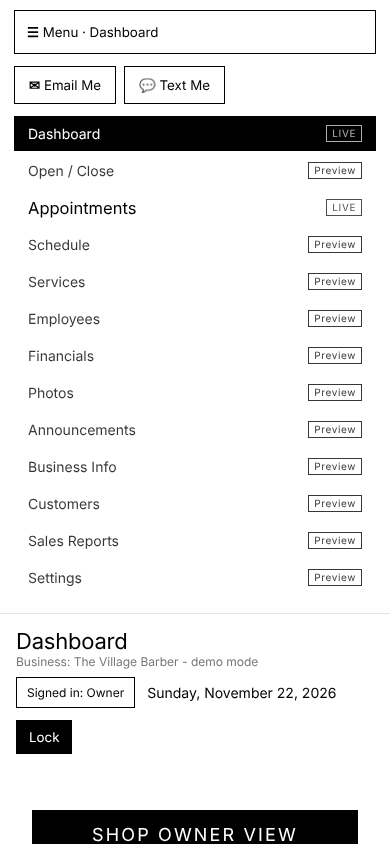 ☰ Menu · Dashboard
✉ Email Me 💬 Text Me
Dashboard LIVE
Open / Close Preview
Appointments LIVE
Schedule Preview
Services Preview
Employees Preview
Financials Preview
Photos Preview
Announcements Preview
Business Info Preview
Customers Preview
Sales Reports Preview
Settings Preview
Dashboard
Business: The Village Barber - demo mode
Signed in: Owner Sunday, November 22, 2026
Lock
SHOP OWNER VIEW